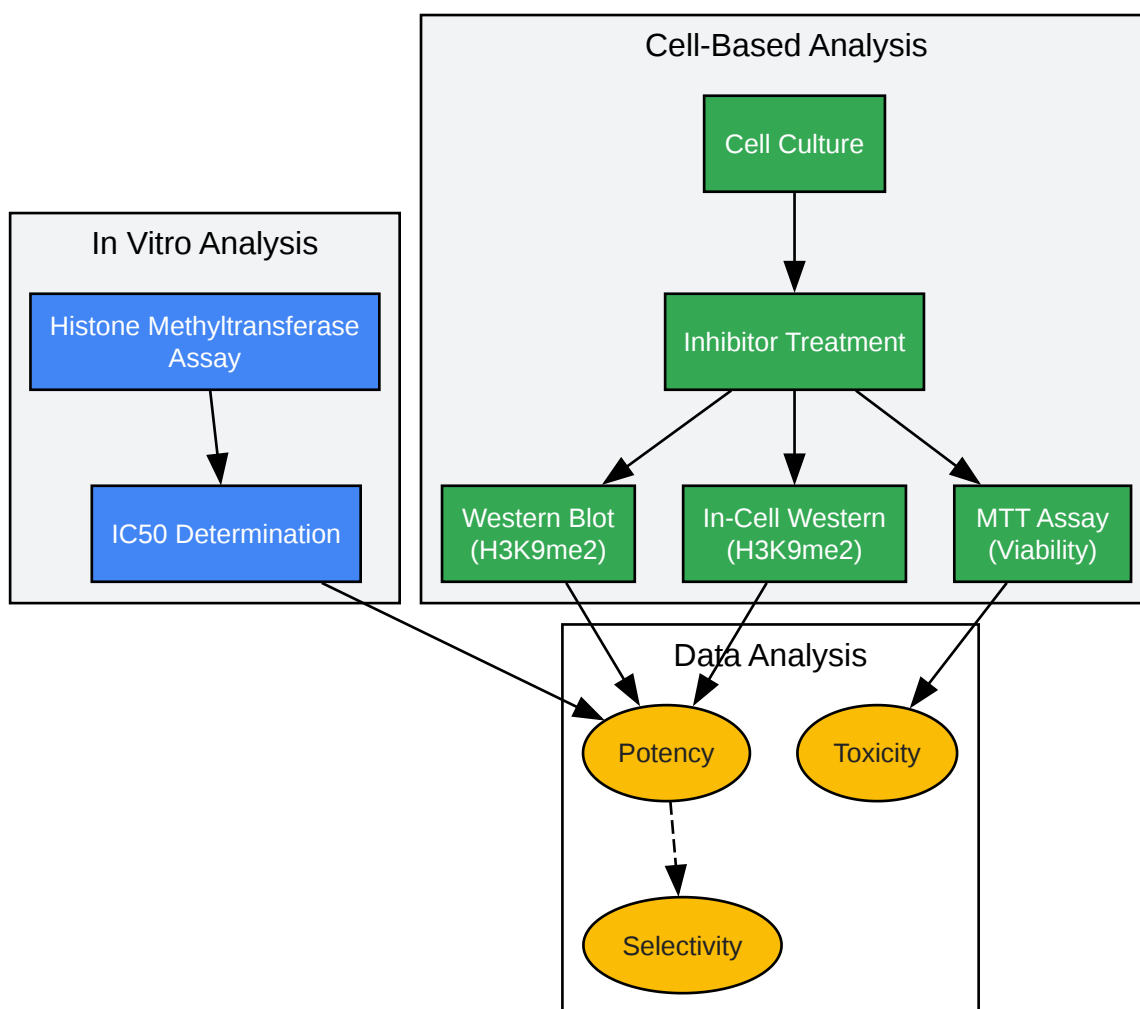 Cell-Based Analysis
Cell Culture
In Vitro Analysis
Histone Methyltransferase
Assay
Inhibitor Treatment
IC50 Determination
Western Blot
(H3K9me2)
In-Cell Western
(H3K9me2)
MTT Assay
(Viability)
Data Analysis
Potency
Toxicity
Selectivity